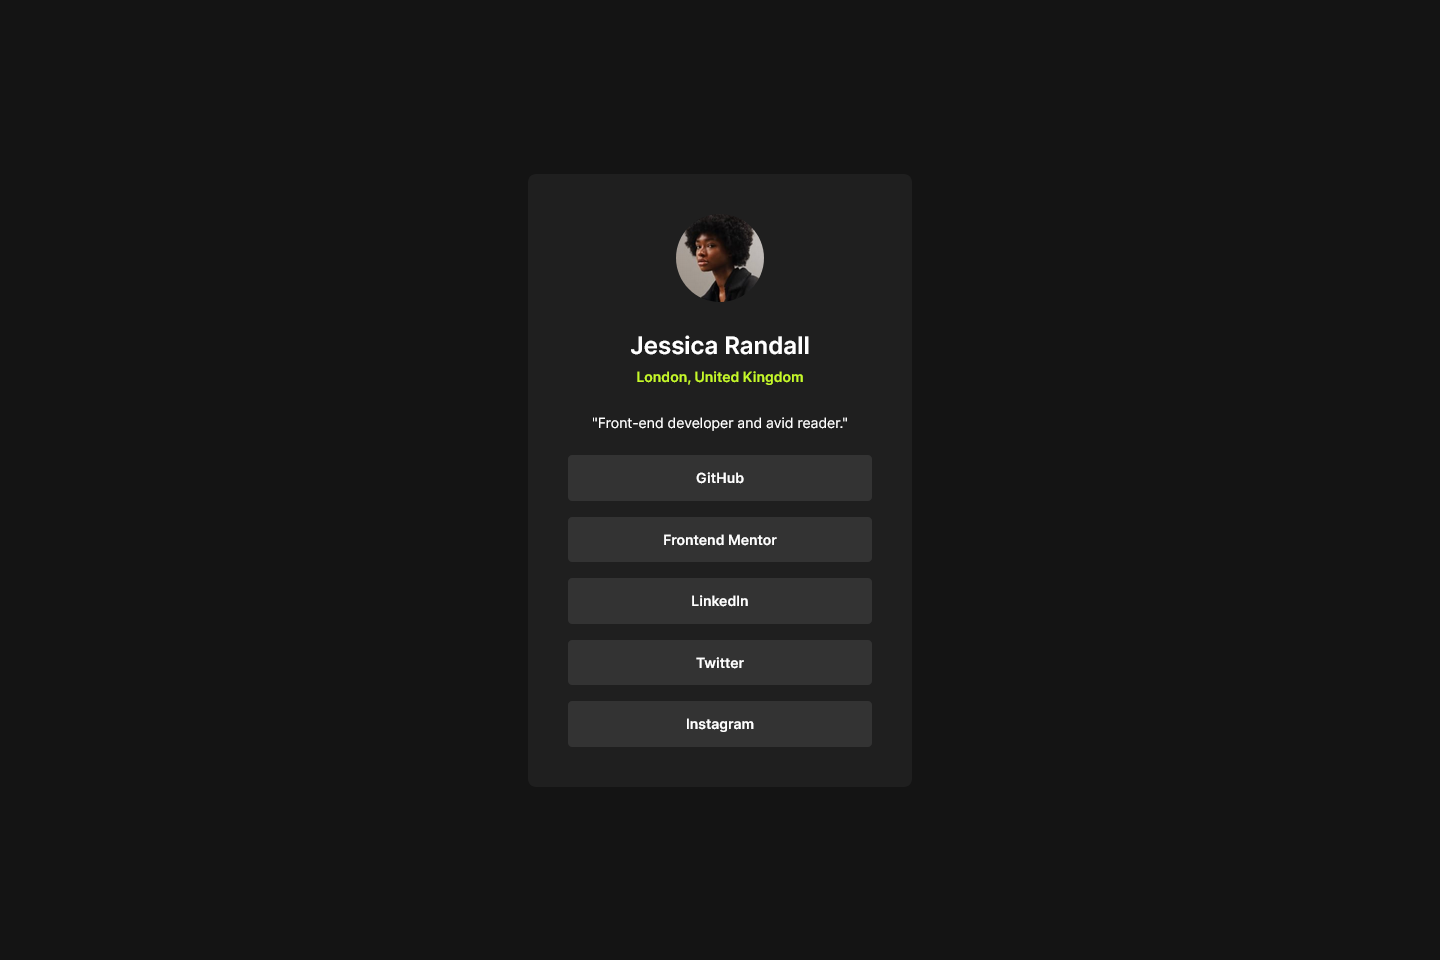 Jessica Randall
London, United Kingdom
"Front-end developer and avid reader."
GitHub
Frontend Mentor
LinkedIn
Twitter
Instagram